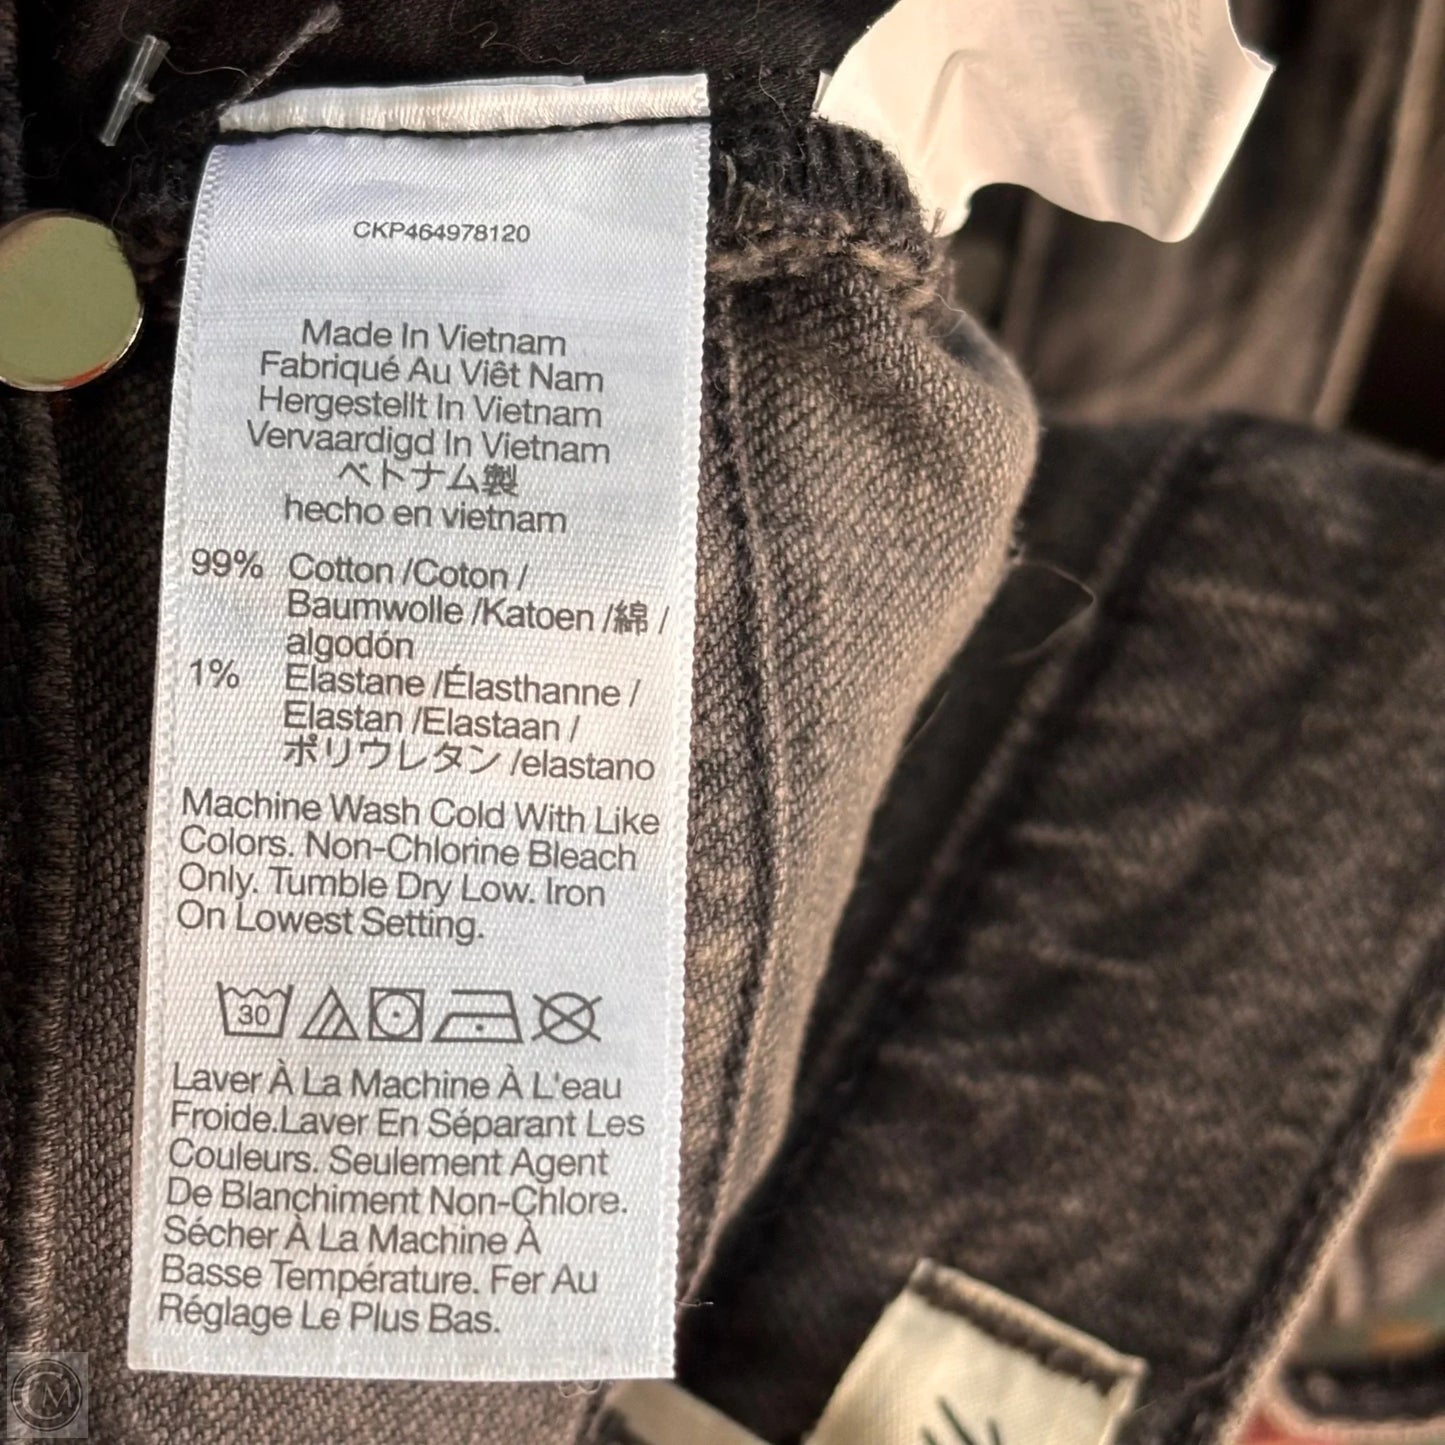 CKP464978120
Made In Vietnam
Fabriqué Au Viêt Nam
Hergestellt In Vietnam
Vervaardigd In Vietnam
ベトナム製
hecho en vietnam
99% Cotton /Coton /
Baumwolle /Katoen /綿 /
algodón
1% Elastane /Élasthanne /
Elastan /Elastaan /
ポリウレタン /elastano
Machine Wash Cold With Like
Colors. Non-Chlorine Bleach
Only. Tumble Dry Low. Iron
On Lowest Setting.
30
Laver À La Machine À L'eau
Froide.Laver En Séparant Les
Couleurs. Seulement Agent
De Blanchiment Non-Chlore.
Sécher À La Machine À
Basse Température. Fer Au
Réglage Le Plus Bas.
CM